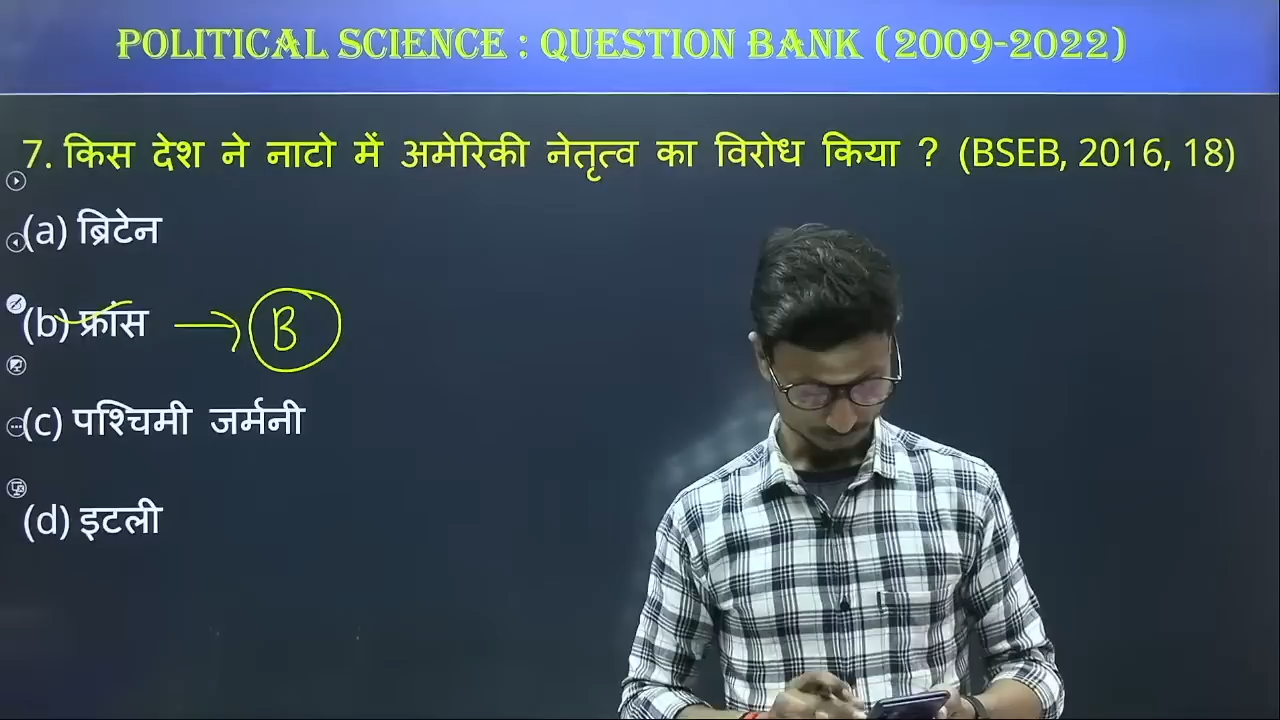 POLITICAL SCIENCE : QUESTION BANK (2009-2022)
7. किस देश ने नाटो में अमेरिकी नेतृत्व का विरोध किया ? (BSEB, 2016, 18)
(a) ब्रिटेन
(b) फ्रांस → B
(c) पश्चिमी जर्मनी
(d) इटली